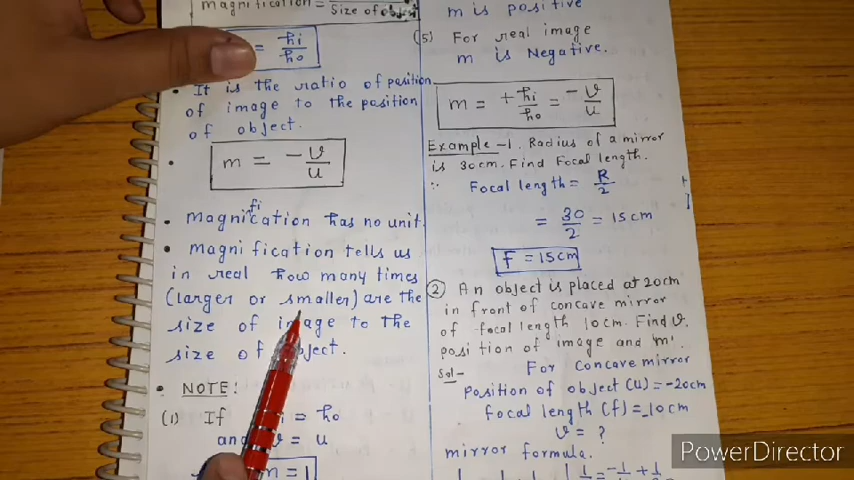 magnification =
Size of object
= hi/ho
• It is the ratio of position
of image to the position
of object.
• m = -v/u
• magnification has no unit.
• Magnification tells us
in real how many times
(larger or smaller) are the
size of image to the
size of object.
• NOTE:
(1) If hi = ho
and v = u
m = 1
m is positive
(5) For real image
m is Negative.
m = +hi/ho = -v/u
Example -1. Radius of a mirror
is 30cm. Find Focal length.
∵ Focal length = R/2
= 30/2 = 15cm
f = 15cm
(2) An object is placed at 20cm
in front of concave mirror
of focal length 10cm. Find v.
position of image and 'm'
Sol- For Concave mirror
Position of object (u) = -20cm
focal length (f) = -10cm
v = ?
mirror formula.
PowerDirector